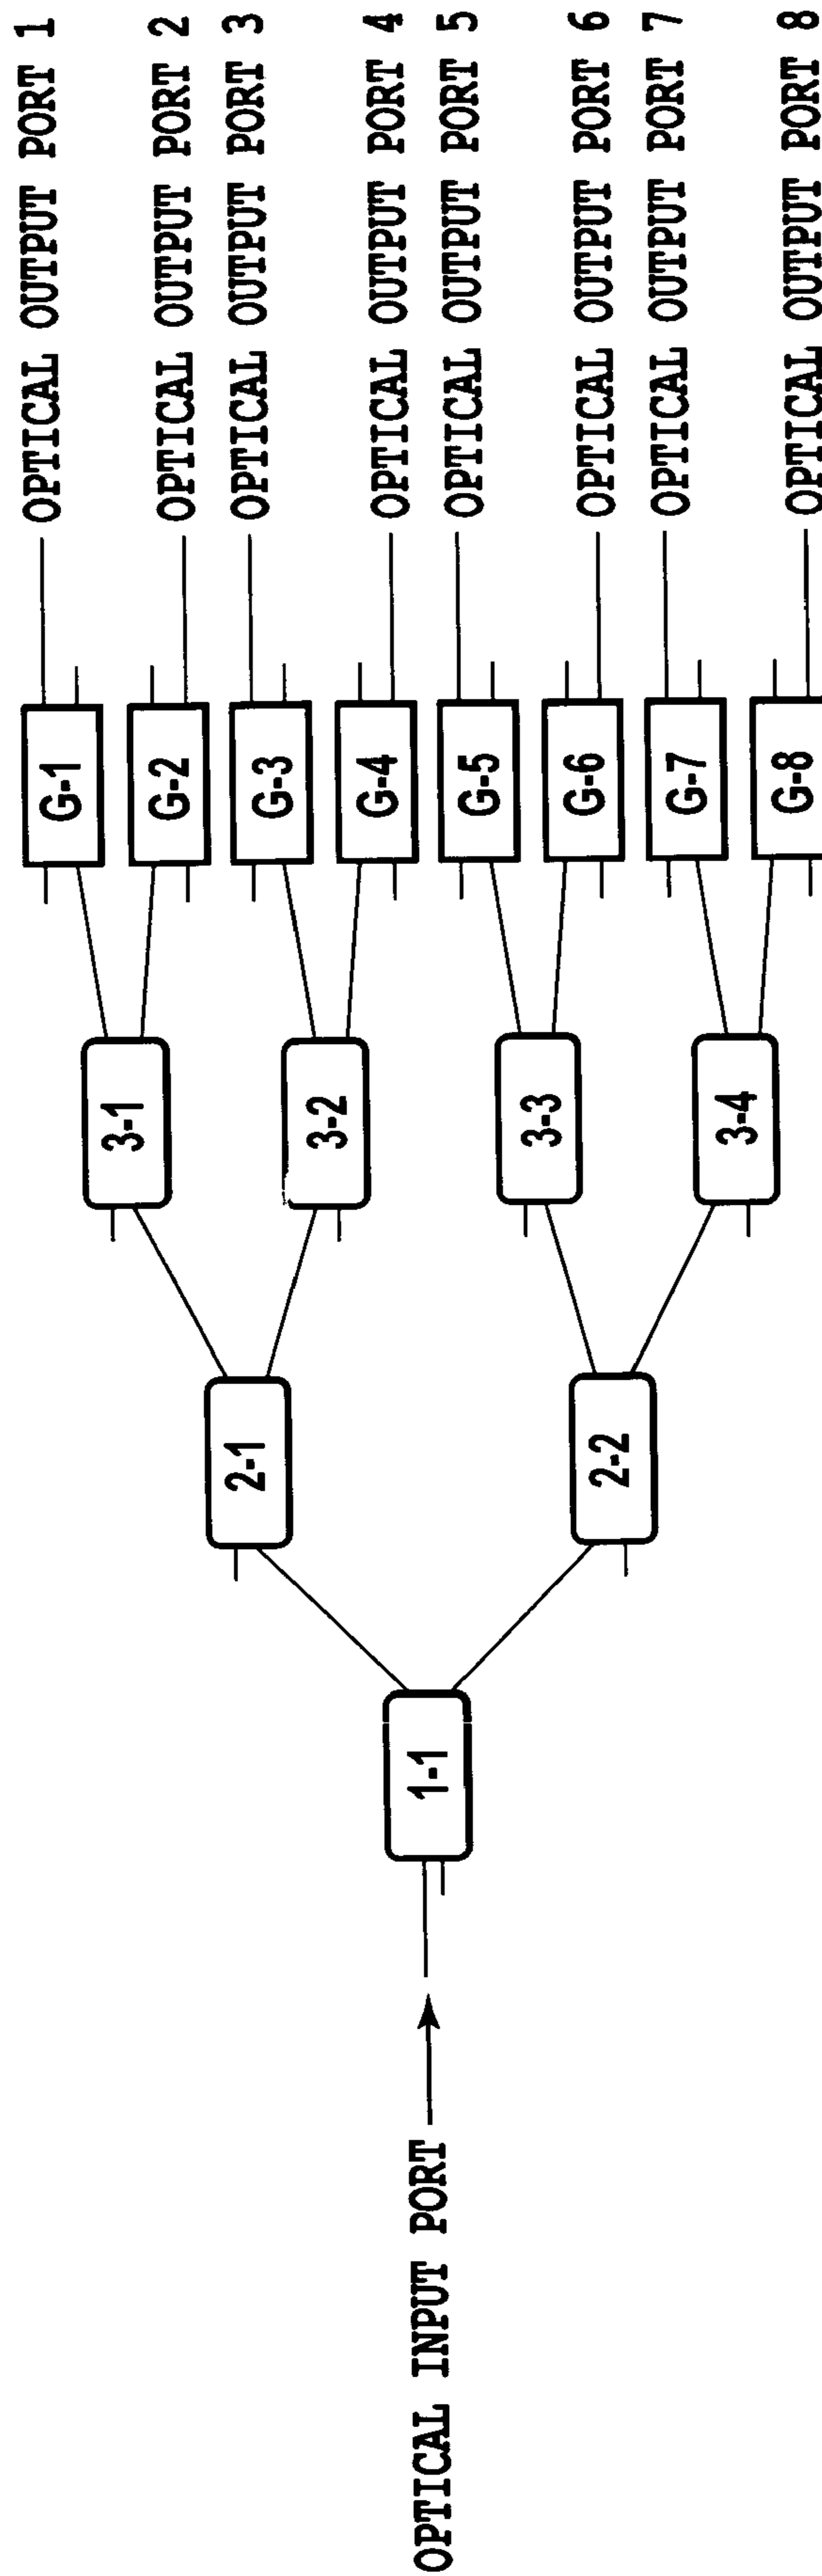 OPTICAL INPUT PORT
1-1
2-1
2-2
3-1
3-2
3-3
3-4
G-1
G-2
G-3
G-4
G-5
G-6
G-7
G-8
OPTICAL OUTPUT PORT 1
OPTICAL OUTPUT PORT 2
OPTICAL OUTPUT PORT 3
OPTICAL OUTPUT PORT 4
OPTICAL OUTPUT PORT 5
OPTICAL OUTPUT PORT 6
OPTICAL OUTPUT PORT 7
OPTICAL OUTPUT PORT 8